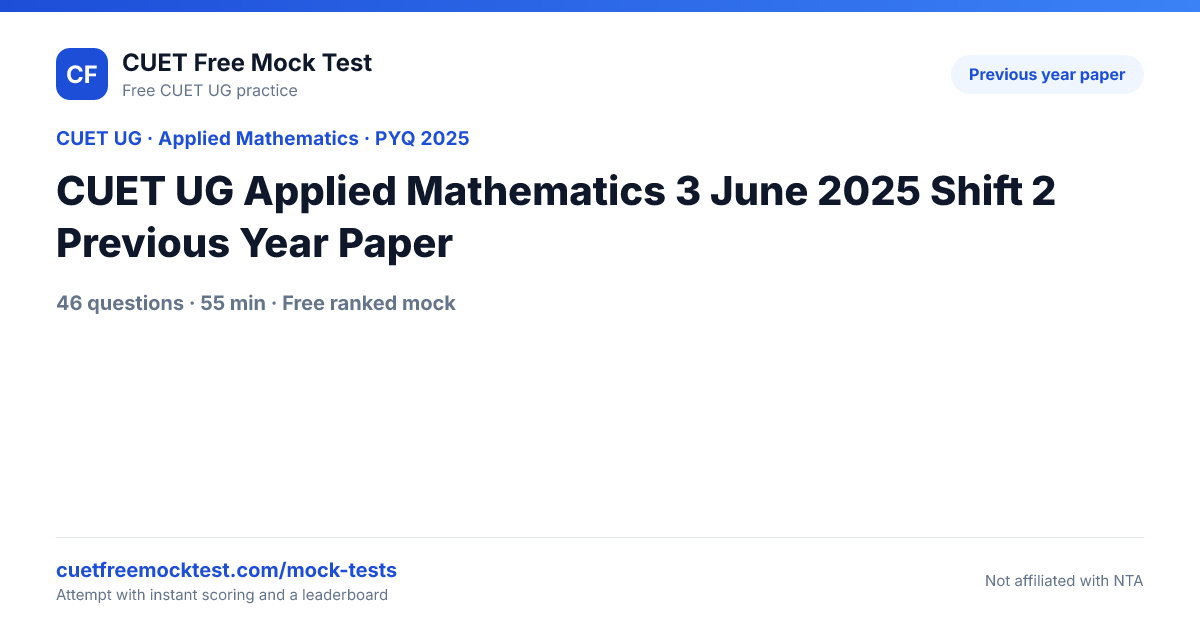 CF
CUET Free Mock Test
Free CUET UG practice
Previous year paper
CUET UG · Applied Mathematics · PYQ 2025
CUET UG Applied Mathematics 3 June 2025 Shift 2
Previous Year Paper
46 questions · 55 min · Free ranked mock
cuetfreemocktest.com/mock-tests
Attempt with instant scoring and a leaderboard
Not affiliated with NTA